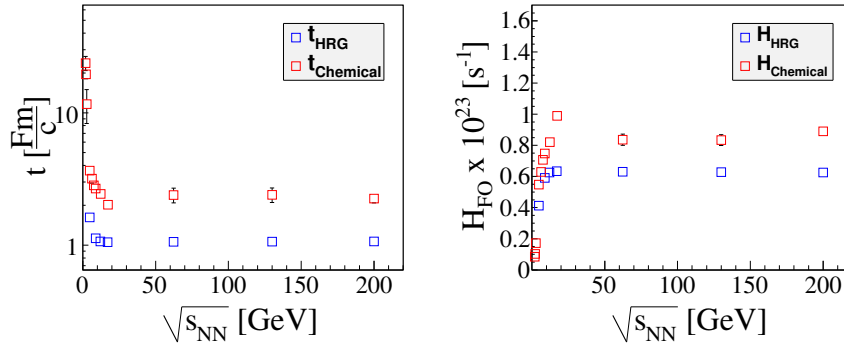 t_HRG
t_Chemical
10
1
t [Fm/c]
0 50 100 150 200
√s_NN [GeV]
H_HRG
H_Chemical
1.6
1.4
1.2
1
0.8
0.6
0.4
0.2
0
H_FO x 10^23 [s^-1]
0 50 100 150 200
√s_NN [GeV]